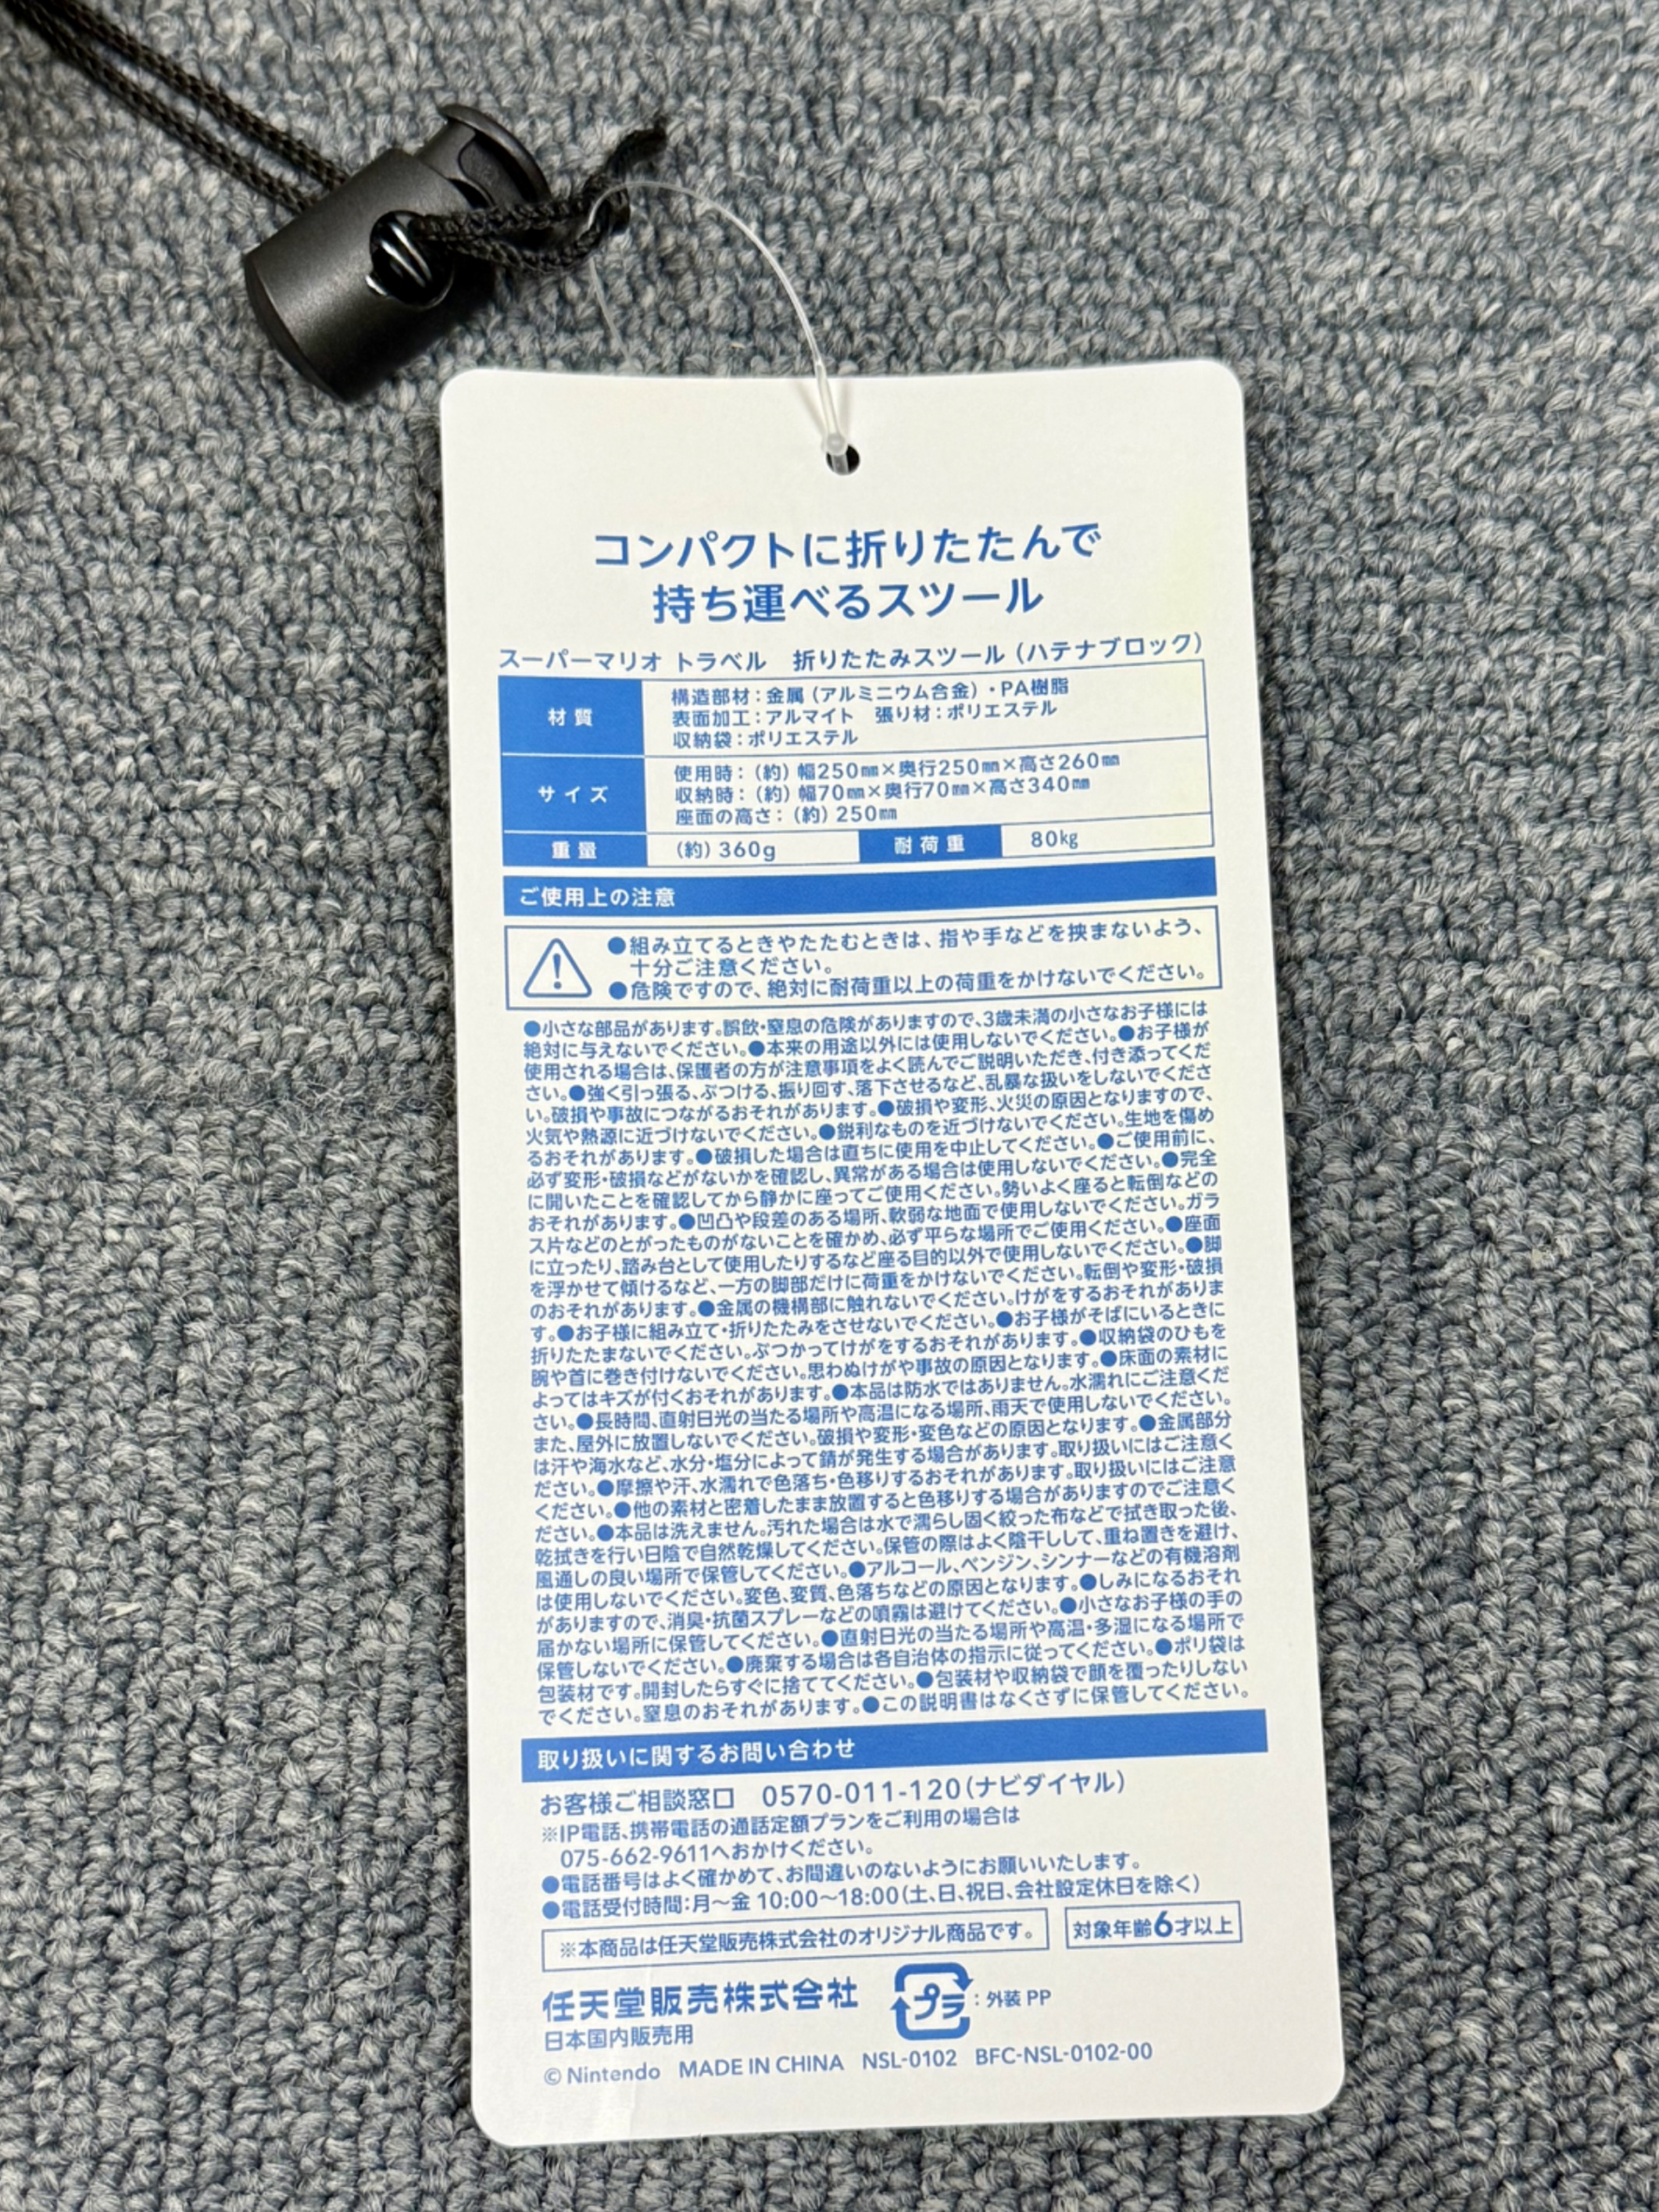 コンパクトに折りたたんで
持ち運べるスツール
スーパーマリオ トラベル 折りたたみスツール（ハテナブロック）
材質
構造部材：金属（アルミニウム合金）・PA樹脂
表面加工：アルマイト 張り材：ポリエステル
収納袋：ポリエステル
サイズ
使用時：（約）幅250㎜×奥行250㎜×高さ260㎜
収納時：（約）幅70㎜×奥行70㎜×高さ340㎜
座面の高さ：（約）250㎜
重量 （約）360g 耐荷重 80㎏
ご使用上の注意
●組み立てるときやたたむときは、指や手などを挟まないよう、
十分ご注意ください。
●危険ですので、絶対に耐荷重以上の荷重をかけないでください。
●小さな部品があります。誤飲・窒息の危険がありますので、3歳未満の小さなお子様には
絶対に与えないでください。●本来の用途以外には使用しないでください。●お子様が
使用される場合は、保護者の方が注意事項をよく読んでご説明いただき、付き添ってくだ
さい。●強く引っ張る、ぶつける、振り回す、落下させるなど、乱暴な扱いをしないでくださ
い。破損や事故につながるおそれがあります。●破損や変形、火災の原因となりますので、
火気や熱源に近づけないでください。●鋭利なものを近づけないでください。生地を傷め
るおそれがあります。●破損した場合は直ちに使用を中止してください。●ご使用前に、
必ず変形・破損などがないかを確認し、異常がある場合は使用しないでください。●完全
に開いたことを確認してから静かに座ってご使用ください。勢いよく座ると転倒などの
おそれがあります。●凹凸や段差のある場所、軟弱な地面で使用しないでください。ガラ
ス片などのとがったものがないことを確かめ、必ず平らな場所でご使用ください。●座面
に立ったり、踏み台として使用したりするなど座る目的以外で使用しないでください。●脚
を浮かせて傾けるなど、一方の脚部だけに荷重をかけないでください。転倒や変形・破損
のおそれがあります。●金属の機構部に触れないでください。けがをするおそれがありま
す。●お子様に組み立て・折りたたみをさせないでください。●お子様がそばにいるときに
折りたたまないでください。ぶつかってけがをするおそれがあります。●収納袋のひもを
腕や首に巻き付けないでください。思わぬけがや事故の原因となります。●床面の素材に
よってはキズが付くおそれがあります。●本品は防水ではありません。水濡れにご注意くだ
さい。●長時間、直射日光の当たる場所や高温になる場所、雨天で使用しないでください。
また、屋外に放置しないでください。破損や変形・変色などの原因となります。●金属部分
は汗や海水など、水分・塩分によって錆が発生する場合があります。取り扱いにはご注意く
ださい。●摩擦や汗、水濡れで色落ち・色移りするおそれがあります。取り扱いにはご注意
ください。●他の素材と密着したまま放置すると色移りする場合がありますのでご注意く
ださい。●本品は洗えません。汚れた場合は水で濡らし固く絞った布などで拭き取った後、
乾拭きを行い日陰で自然乾燥してください。保管の際はよく陰干しして、重ね置きを避け、
風通しの良い場所で保管してください。●アルコール、ベンジン、シンナーなどの有機溶剤
は使用しないでください。変色、変質、色落ちなどの原因となります。●しみになるおそれ
がありますので、消臭・抗菌スプレーなどの噴霧は避けてください。●小さなお子様の手の
届かない場所に保管してください。●直射日光の当たる場所や高温・多湿になる場所で
保管しないでください。●廃棄する場合は各自治体の指示に従ってください。●ポリ袋は
包装材です。開封したらすぐに捨ててください。●包装材や収納袋で顔を覆ったりしない
でください。窒息のおそれがあります。●この説明書はなくさずに保管してください。
取り扱いに関するお問い合わせ
お客様ご相談窓口 0570-011-120（ナビダイヤル）
※IP電話、携帯電話の通話定額プランをご利用の場合は
075-662-9611へおかけください。
●電話番号はよく確かめて、お間違いのないようにお願いいたします。
●電話受付時間：月～金 10:00～18:00（土、日、祝日、会社設定休日を除く）
※本商品は任天堂販売株式会社のオリジナル商品です。 対象年齢6才以上
任天堂販売株式会社 プラ：外装 PP
日本国内販売用
© Nintendo MADE IN CHINA NSL-0102 BFC-NSL-0102-00